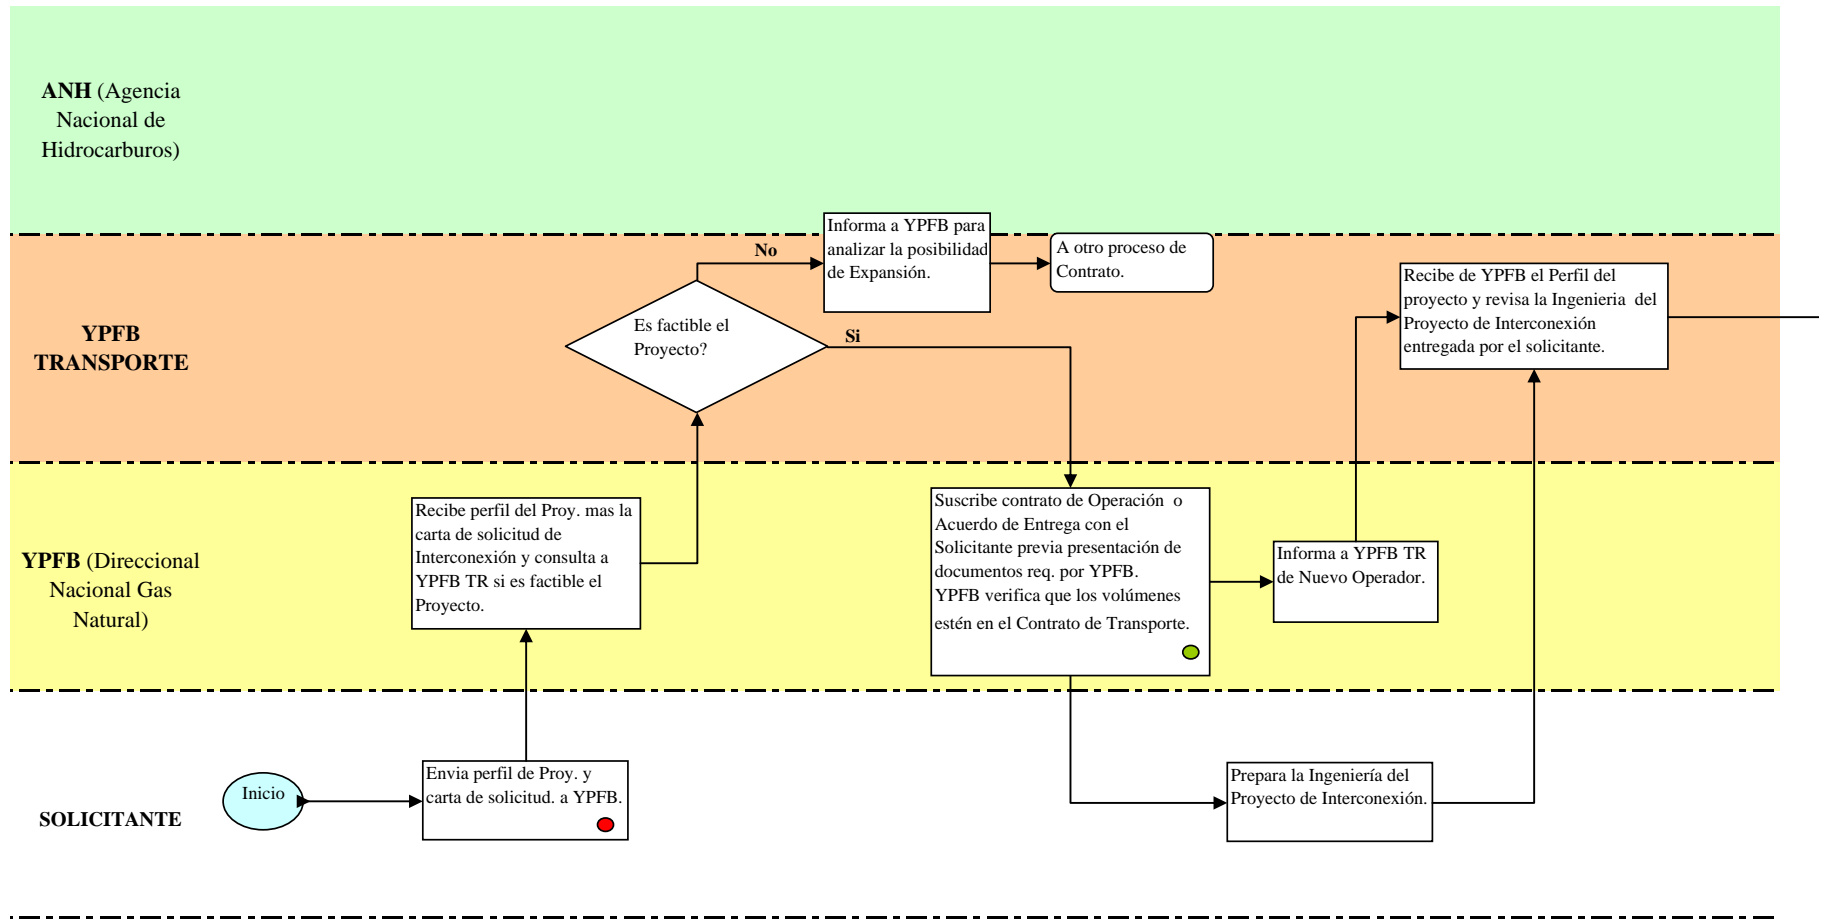 ANH (Agencia
Nacional de
Hidrocarburos)
Informa a YPFB para
analizar la posibilidad
de Expansión.
No
A otro proceso de
Contrato.
Recibe de YPFB el Perfil del
proyecto y revisa la Ingenieria  del
Proyecto de Interconexión
entregada por el solicitante.
YPFB
TRANSPORTE
Es factible el
Proyecto?
Si
YPFB (Direccional
Nacional Gas
Natural)
Recibe perfil del Proy. mas la
carta de solicitud de
Interconexión y consulta a
YPFB TR si es factible el
Proyecto.
Suscribe contrato de Operación  o
Acuerdo de Entrega con el
Solicitante previa presentación de
documentos req. por YPFB.
YPFB verifica que los volúmenes
estén en el Contrato de Transporte.
Informa a YPFB TR
de Nuevo Operador.
SOLICITANTE
Inicio
Envia perfil de Proy. y
carta de solicitud. a YPFB.
Prepara la Ingeniería del
Proyecto de Interconexión.